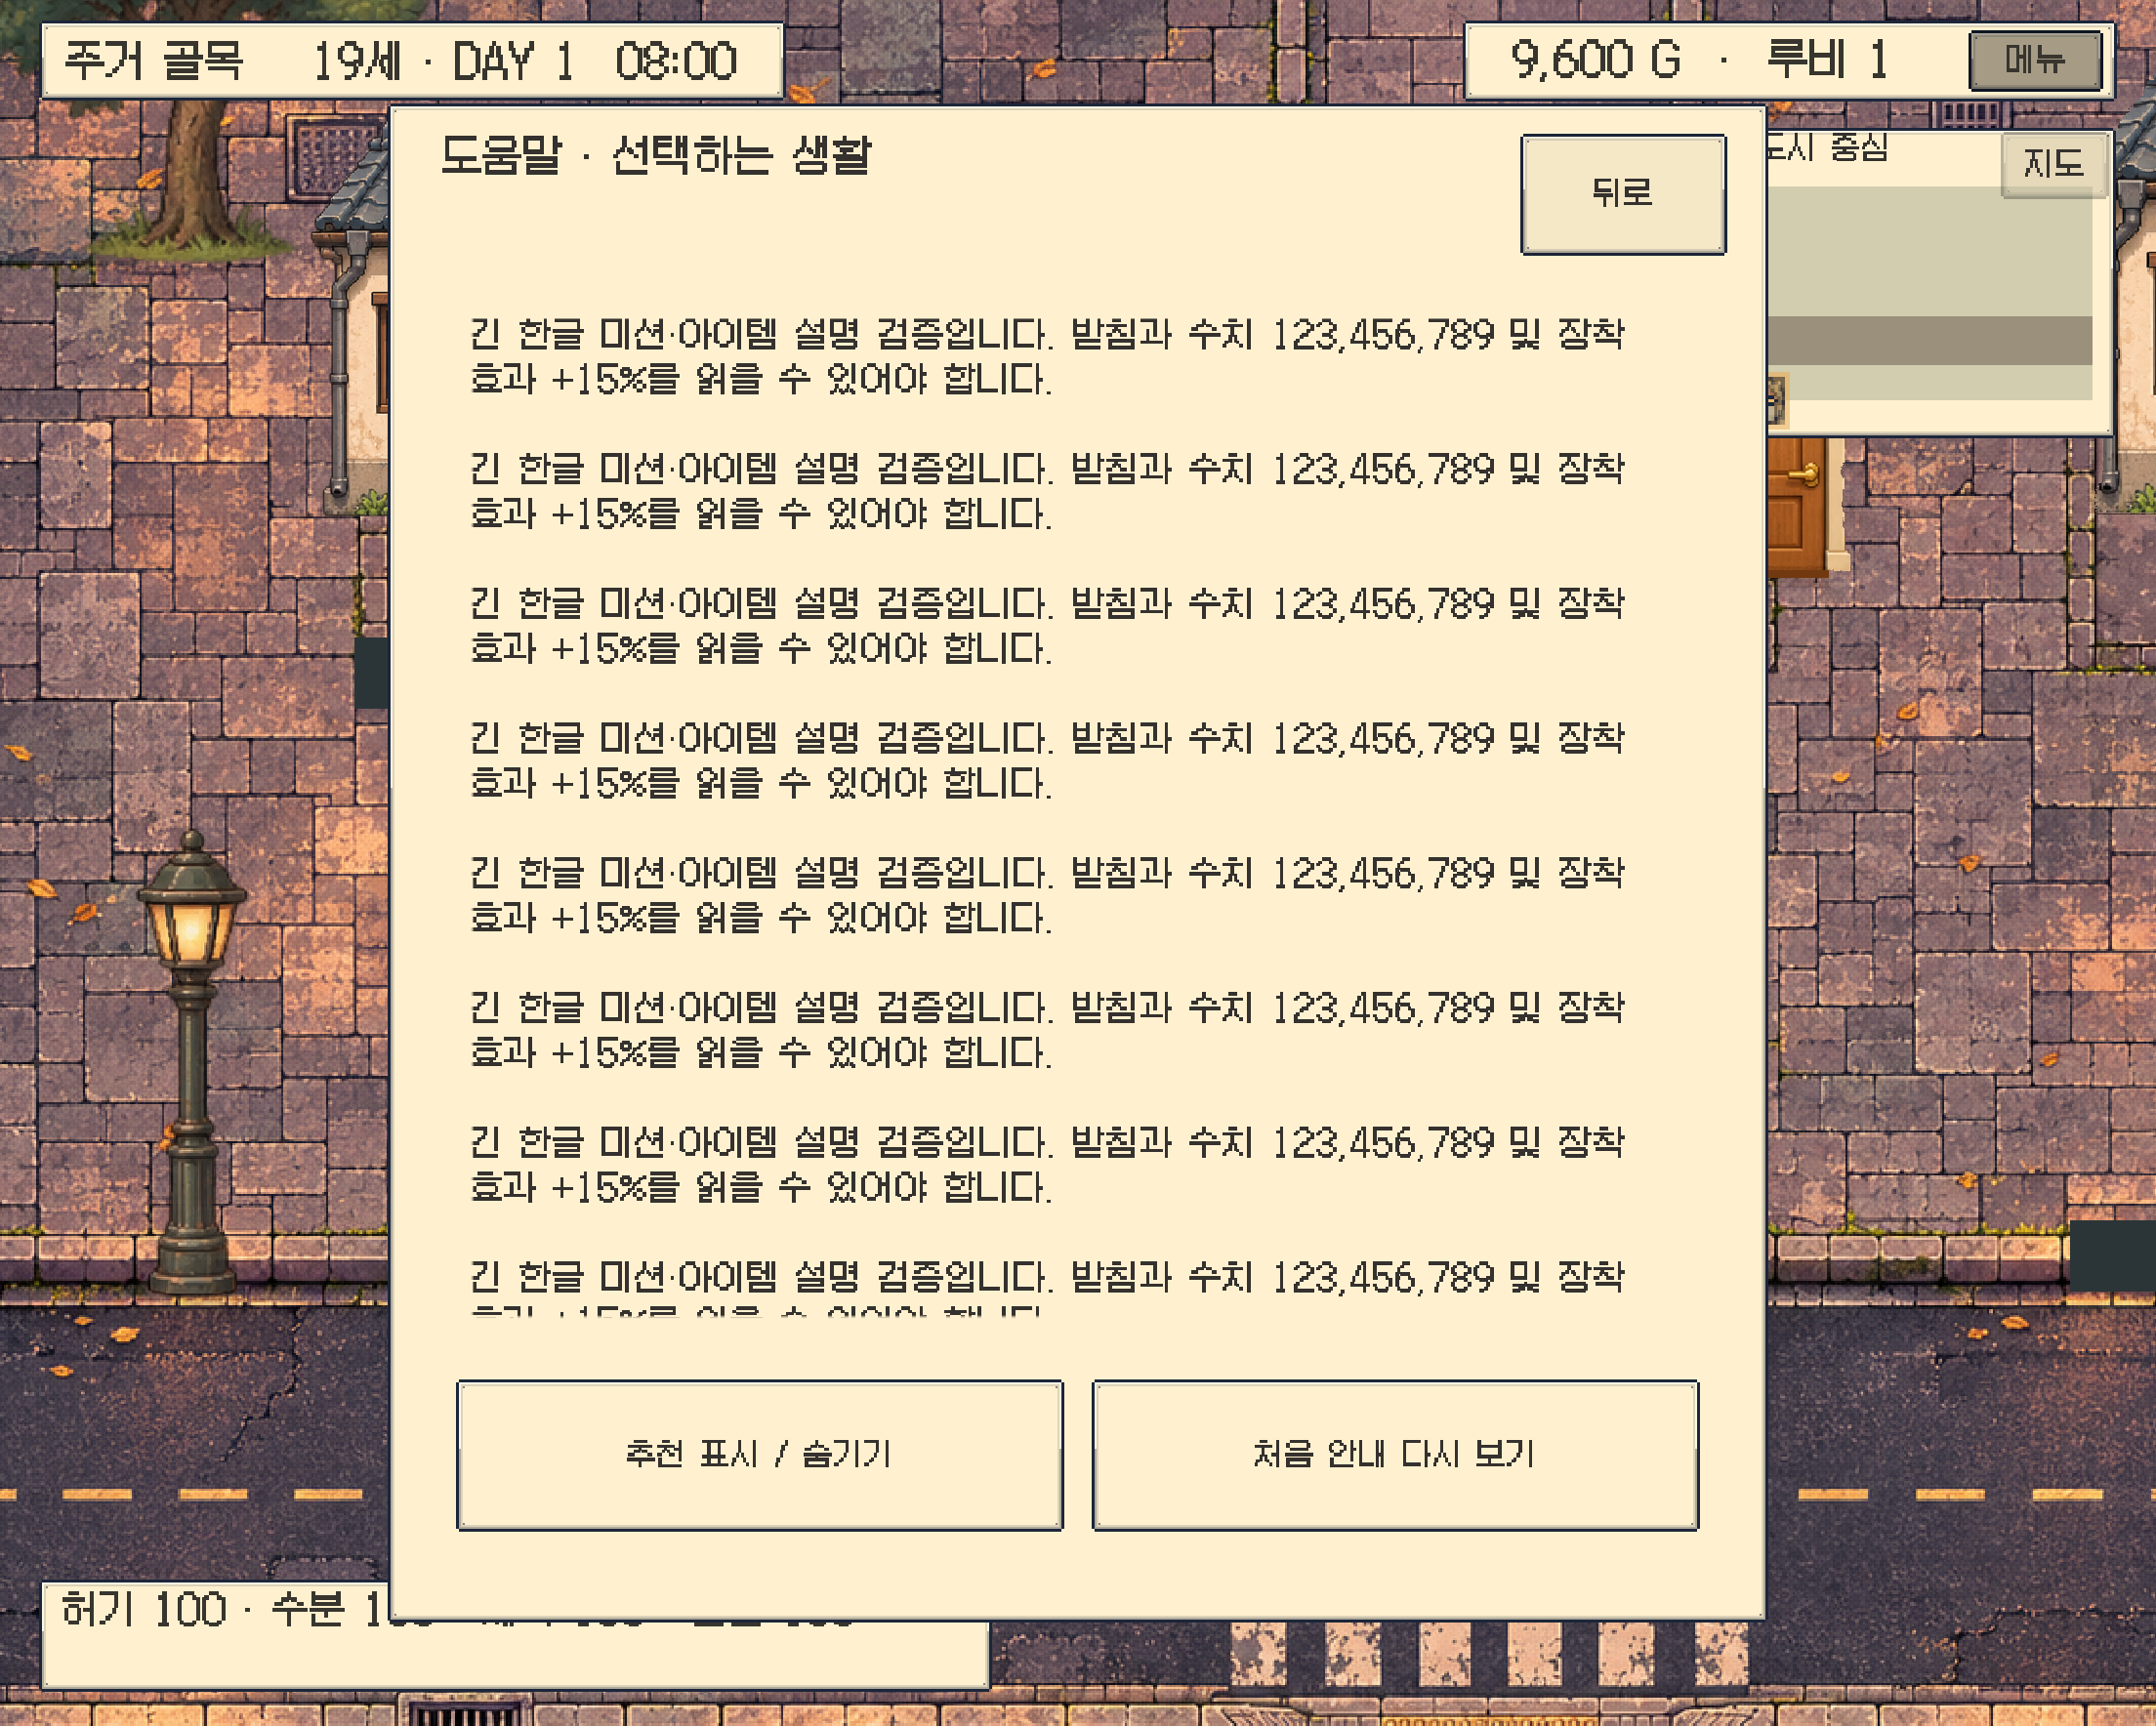 주거 골목 19세 · DAY 1 08:00
9,600 G · 루비 1 메뉴
도움말 · 선택하는 생활
뒤로
도시 중심
지도
긴 한글 미션·아이템 설명 검증입니다. 받침과 수치 123,456,789 및 장착
효과 +15%를 읽을 수 있어야 합니다.
긴 한글 미션·아이템 설명 검증입니다. 받침과 수치 123,456,789 및 장착
효과 +15%를 읽을 수 있어야 합니다.
긴 한글 미션·아이템 설명 검증입니다. 받침과 수치 123,456,789 및 장착
효과 +15%를 읽을 수 있어야 합니다.
긴 한글 미션·아이템 설명 검증입니다. 받침과 수치 123,456,789 및 장착
효과 +15%를 읽을 수 있어야 합니다.
긴 한글 미션·아이템 설명 검증입니다. 받침과 수치 123,456,789 및 장착
효과 +15%를 읽을 수 있어야 합니다.
긴 한글 미션·아이템 설명 검증입니다. 받침과 수치 123,456,789 및 장착
효과 +15%를 읽을 수 있어야 합니다.
긴 한글 미션·아이템 설명 검증입니다. 받침과 수치 123,456,789 및 장착
효과 +15%를 읽을 수 있어야 합니다.
긴 한글 미션·아이템 설명 검증입니다. 받침과 수치 123,456,789 및 장착
추천 표시 / 숨기기
처음 안내 다시 보기
허기 100 · 수분